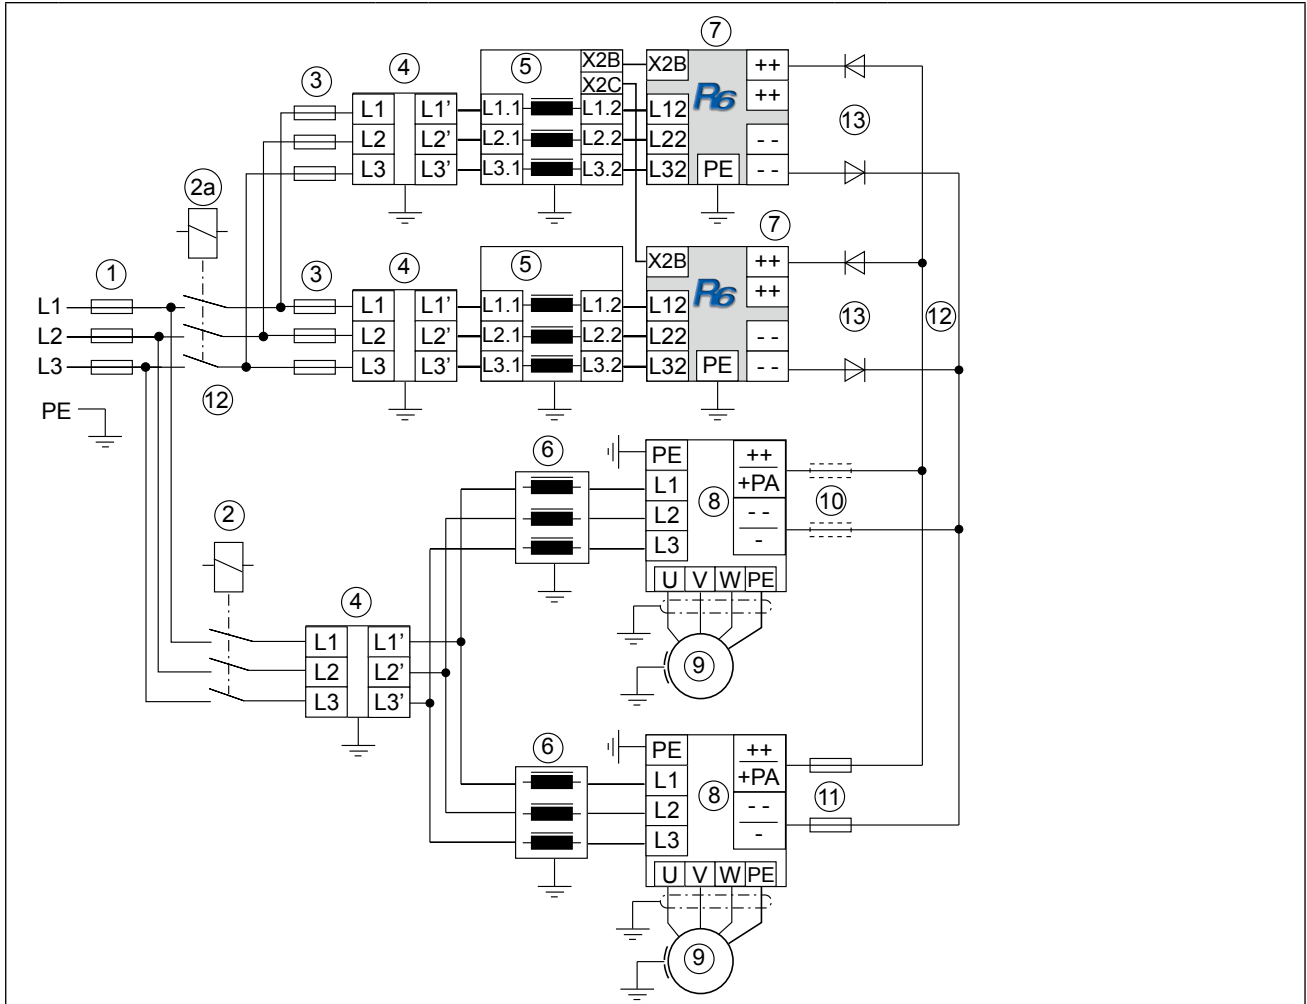 7
3 4 5 X2B X2B ++
X2C R6 ++
L1 L1' L1.1 L1.2 L12 13
L2 L2' L2.1 L2.2 L22 - -
L3 L3' L3.1 L3.2 L32 PE - -
2a
7
1 3 4 5 X2B ++
R6 ++
L1 L1 L1' L1.1 L1.2 L12 13 12
L2 L2 L2' L2.1 L2.2 L22 - -
L3 L3 L3' L3.1 L3.2 L32 PE - -
12
PE
6 PE ++
L1 +PA
8 10
2 L2 - -
L3 -
U V W PE
4
L1 L1'
L2 L2' 9
L3 L3'
6 PE ++
L1 +PA
8 11
L2 - -
L3 -
U V W PE
9